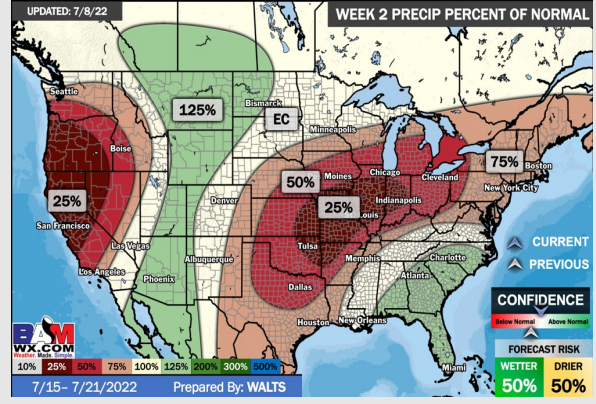 UPDATED: 7/8/22
WEEK 2 PRECIP PERCENT OF NORMAL
Seattle
125%
Bismarck
EC
Minneapolis
Boise
75%
Boston
Chicago
Cleveland
50%
Moines
New York City
25%
Denver
25%
Indianapolis
Louis
San Francisco
Las Vegas
Tulsa
CURRENT
Albuquerque
Memphis
Charlotte
PREVIOUS
Los Angeles
Phoenix
Atlanta
Dallas
CONFIDENCE
Below Normal Above Normal
Houston
New Orleans
BAM
WX.COM
Weather. Made. Simple.
FORECAST RISK
Miami
10% 25% 50% 75% 100% 125% 200% 300% 500%
WETTER DRIER
50% 50%
7/15– 7/21/2022 Prepared By: WALTS